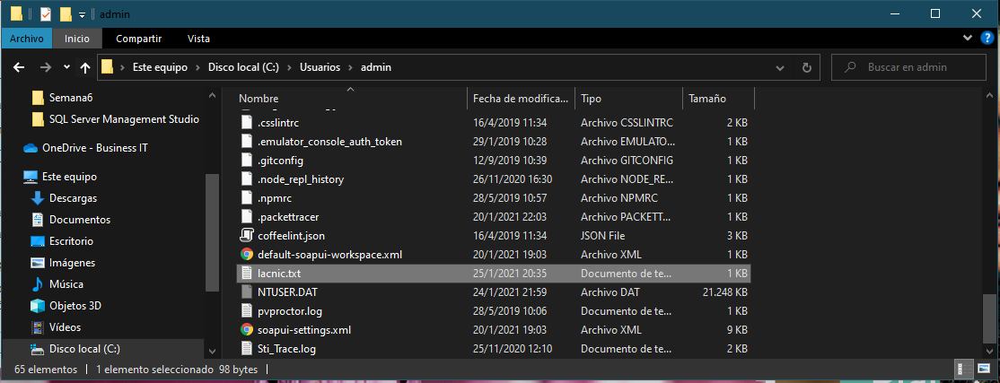 admin
Archivo Inicio Compartir Vista
Este equipo Disco local (C:) Usuarios admin
Buscar en admin
Semana6
SQL Server Management Studio
OneDrive - Business IT
Este equipo
Descargas
Documentos
Escritorio
Imágenes
Música
Objetos 3D
Vídeos
Disco local (C:)
Nombre Fecha de modifica... Tipo Tamaño
.csslintrc 16/4/2019 11:34 Archivo CSSLINTRC 2 KB
.emulator_console_auth_token 29/1/2019 10:28 Archivo EMULATO... 1 KB
.gitconfig 12/9/2019 10:39 Archivo GITCONFIG 1 KB
.node_repl_history 26/11/2020 16:30 Archivo NODE_RE... 1 KB
.npmrc 28/5/2019 10:57 Archivo NPMRC 1 KB
.packettracer 20/1/2021 22:03 Archivo PACKETT... 1 KB
coffeelint.json 16/4/2019 11:34 JSON File 3 KB
default-soapui-workspace.xml 20/1/2021 19:03 Archivo XML 1 KB
lacnic.txt 25/1/2021 20:35 Documento de te... 1 KB
NTUSER.DAT 24/1/2021 21:59 Archivo DAT 21.248 KB
pvproctor.log 28/5/2019 10:06 Documento de te... 1 KB
soapui-settings.xml 20/1/2021 19:03 Archivo XML 9 KB
Sti_Trace.log 25/11/2020 12:10 Documento de te... 0 KB
65 elementos 1 elemento seleccionado 98 bytes